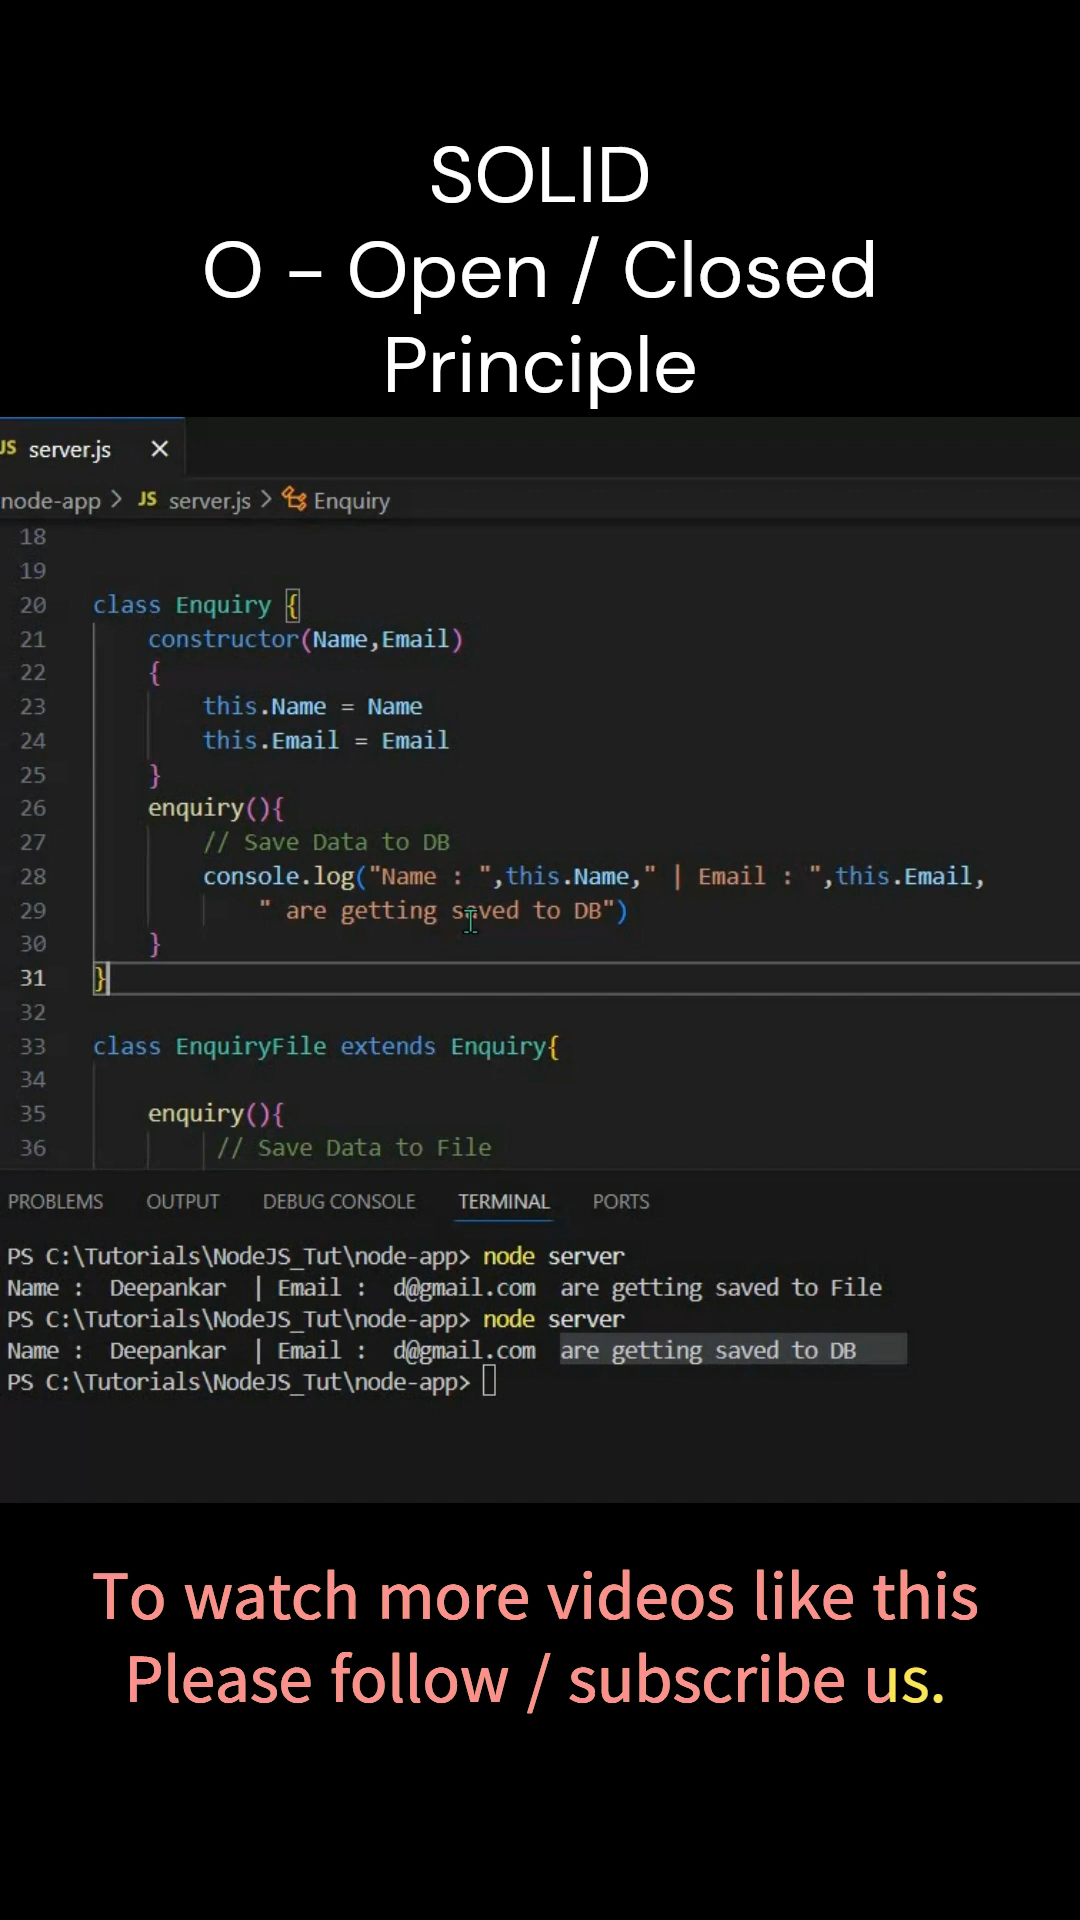 SOLID
O - Open / Closed
Principle
JS server.js ×
node-app > JS server.js > Enquiry
18
19
20 class Enquiry {
21 constructor(Name,Email)
22 {
23 this.Name = Name
24 this.Email = Email
25 }
26 enquiry(){
27 // Save Data to DB
28 console.log("Name : ",this.Name," | Email : ",this.Email,
29 " are getting saved to DB")
30 }
31 }
32
33 class EnquiryFile extends Enquiry{
34
35 enquiry(){
36 // Save Data to File
PROBLEMS OUTPUT DEBUG CONSOLE TERMINAL PORTS
PS C:\Tutorials\NodeJS_Tut\node-app> node server
Name :  Deepankar  | Email :  d@gmail.com  are getting saved to File
PS C:\Tutorials\NodeJS_Tut\node-app> node server
Name :  Deepankar  | Email :  d@gmail.com  are getting saved to DB
PS C:\Tutorials\NodeJS_Tut\node-app>
To watch more videos like this
Please follow / subscribe us.